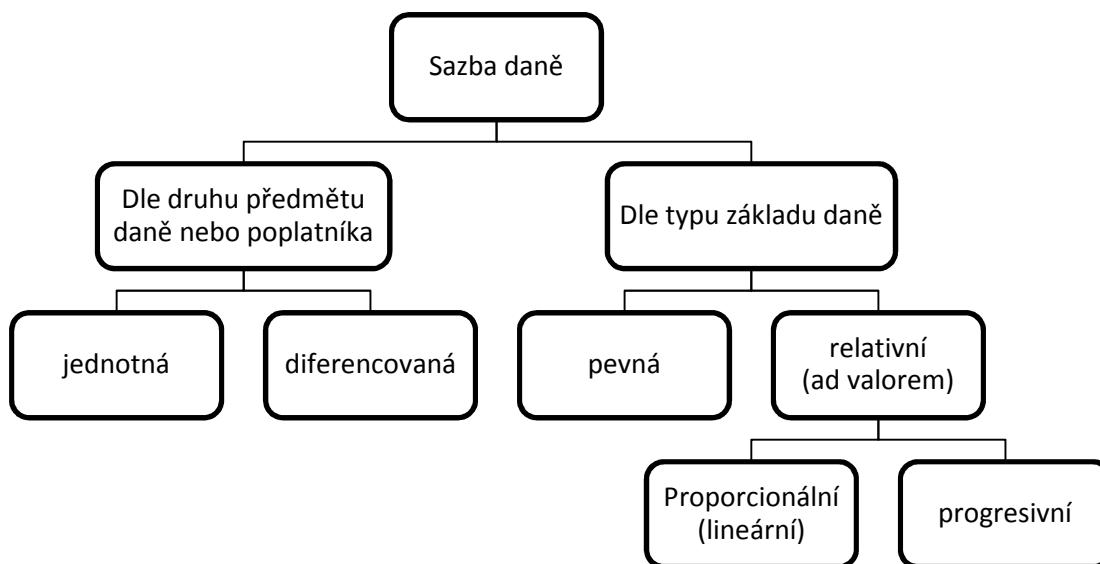 Sazba daně
Dle druhu předmětu
daně nebo poplatníka
Dle typu základu daně
jednotná
diferencovaná
pevná
relativní
(ad valorem)
Proporcionální
(lineární)
progresivní